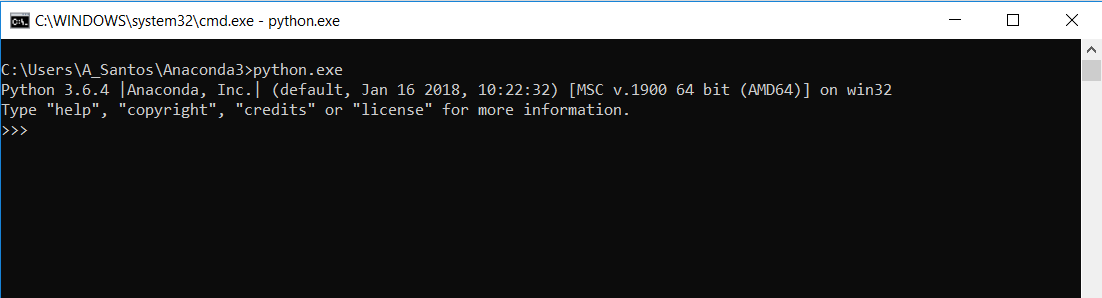 C:\WINDOWS\system32\cmd.exe - python.exe
C:\Users\A_Santos\Anaconda3>python.exe
Python 3.6.4 |Anaconda, Inc.| (default, Jan 16 2018, 10:22:32) [MSC v.1900 64 bit (AMD64)] on win32
Type "help", "copyright", "credits" or "license" for more information.
>>>